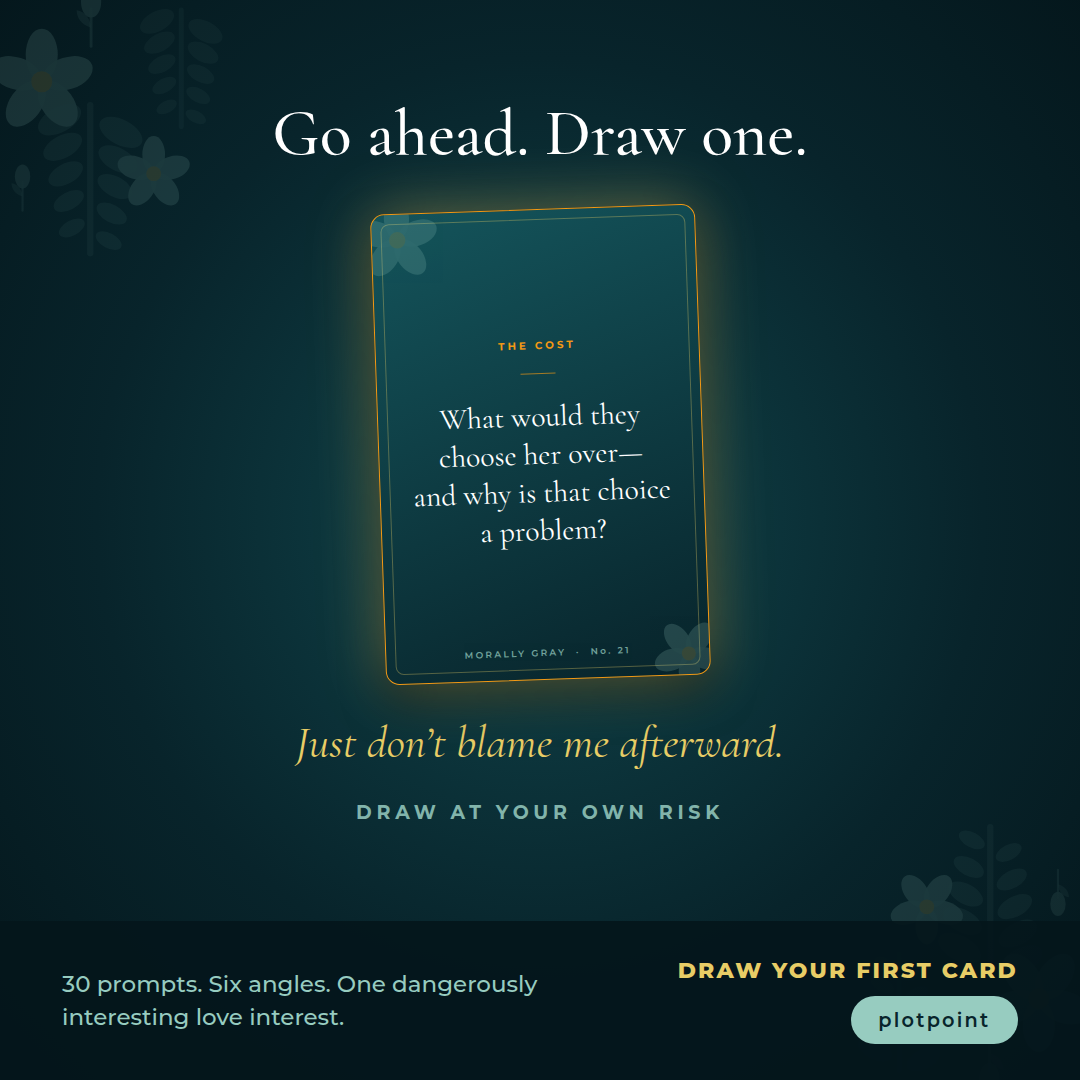 Go ahead. Draw one.
THE COST
What would they
choose her over—
and why is that choice
a problem?
MORALLY GRAY · No. 21
Just don’t blame me afterward.
DRAW AT YOUR OWN RISK
30 prompts. Six angles. One dangerously
interesting love interest.
DRAW YOUR FIRST CARD
plotpoint